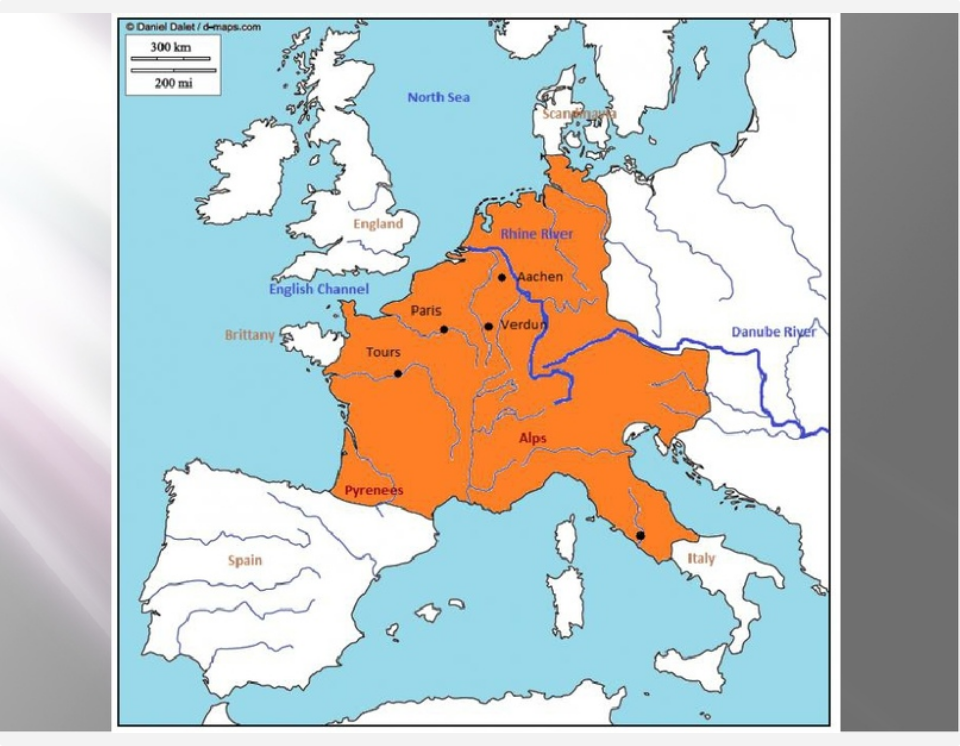 © Daniel Dalet / d-maps.com
300 km
200 mi
North Sea
Scandinavia
England
Rhine River
Aachen
English Channel
Paris
Verdun
Brittany
Danube River
Tours
Alps
Pyrenees
Spain
Italy